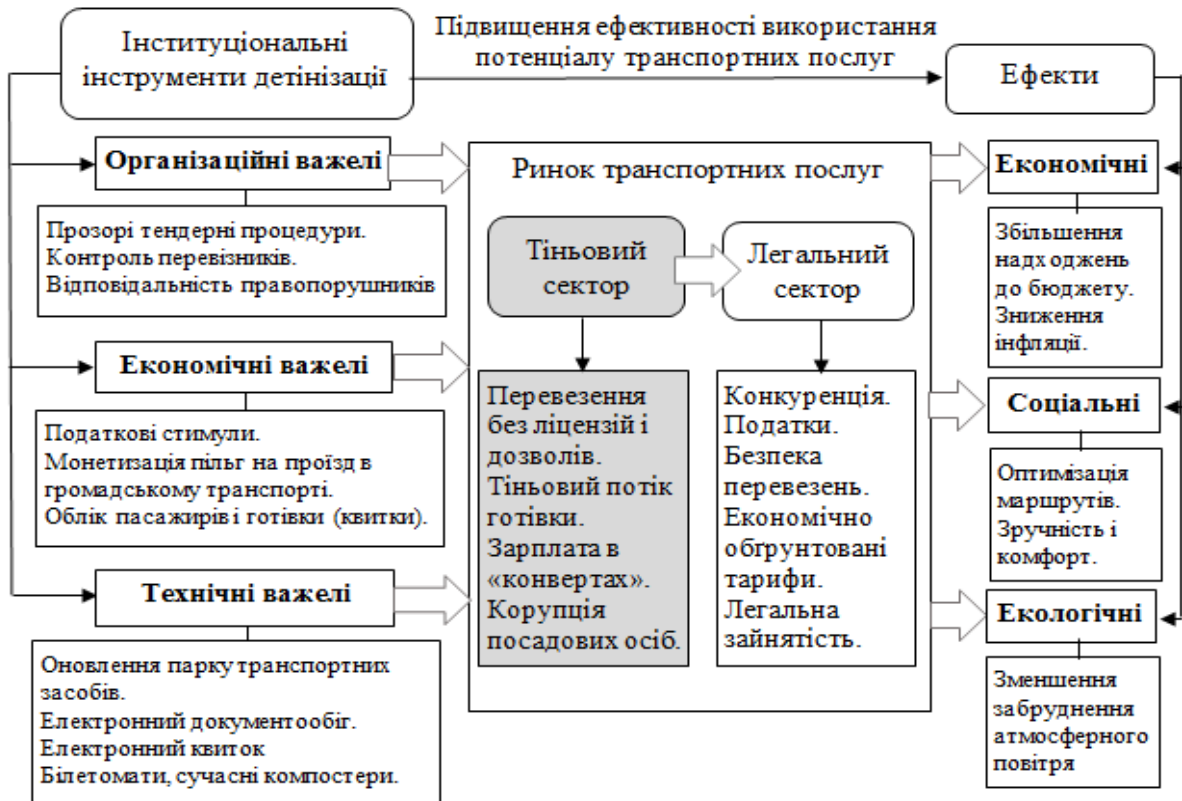 Інституціональні
інструменти детінізації
Підвищення ефективності використання
потенціалу транспортних послуг
Ефекти
Організаційні важелі
Прозорі тендерні процедури.
Контроль перевізників.
Відповідальність правопорушників
Економічні важелі
Податкові стимули.
Монетизація пільг на проїзд в
громадському транспорті.
Облік пасажирів і готівки (квитки).
Технічні важелі
Оновлення парку транспортних
засобів.
Електронний документообіг.
Електронний квиток
Білетомати, сучасні компостери.
Ринок транспортних послуг
Тіньовий
сектор
Легальний
сектор
Перевезення
без ліцензій і
дозволів.
Тіньовий потік
готівки.
Зарплата в
«конвертах».
Корупція
посадових осіб.
Конкуренція.
Податки.
Безпека
перевезень.
Економічно
обґрунтовані
тарифи.
Легальна
зайнятість.
Економічні
Збільшення
надходжень
до бюджету.
Зниження
інфляції.
Соціальні
Оптимізація
маршрутів.
Зручність і
комфорт.
Екологічні
Зменшення
забруднення
атмосферного
повітря